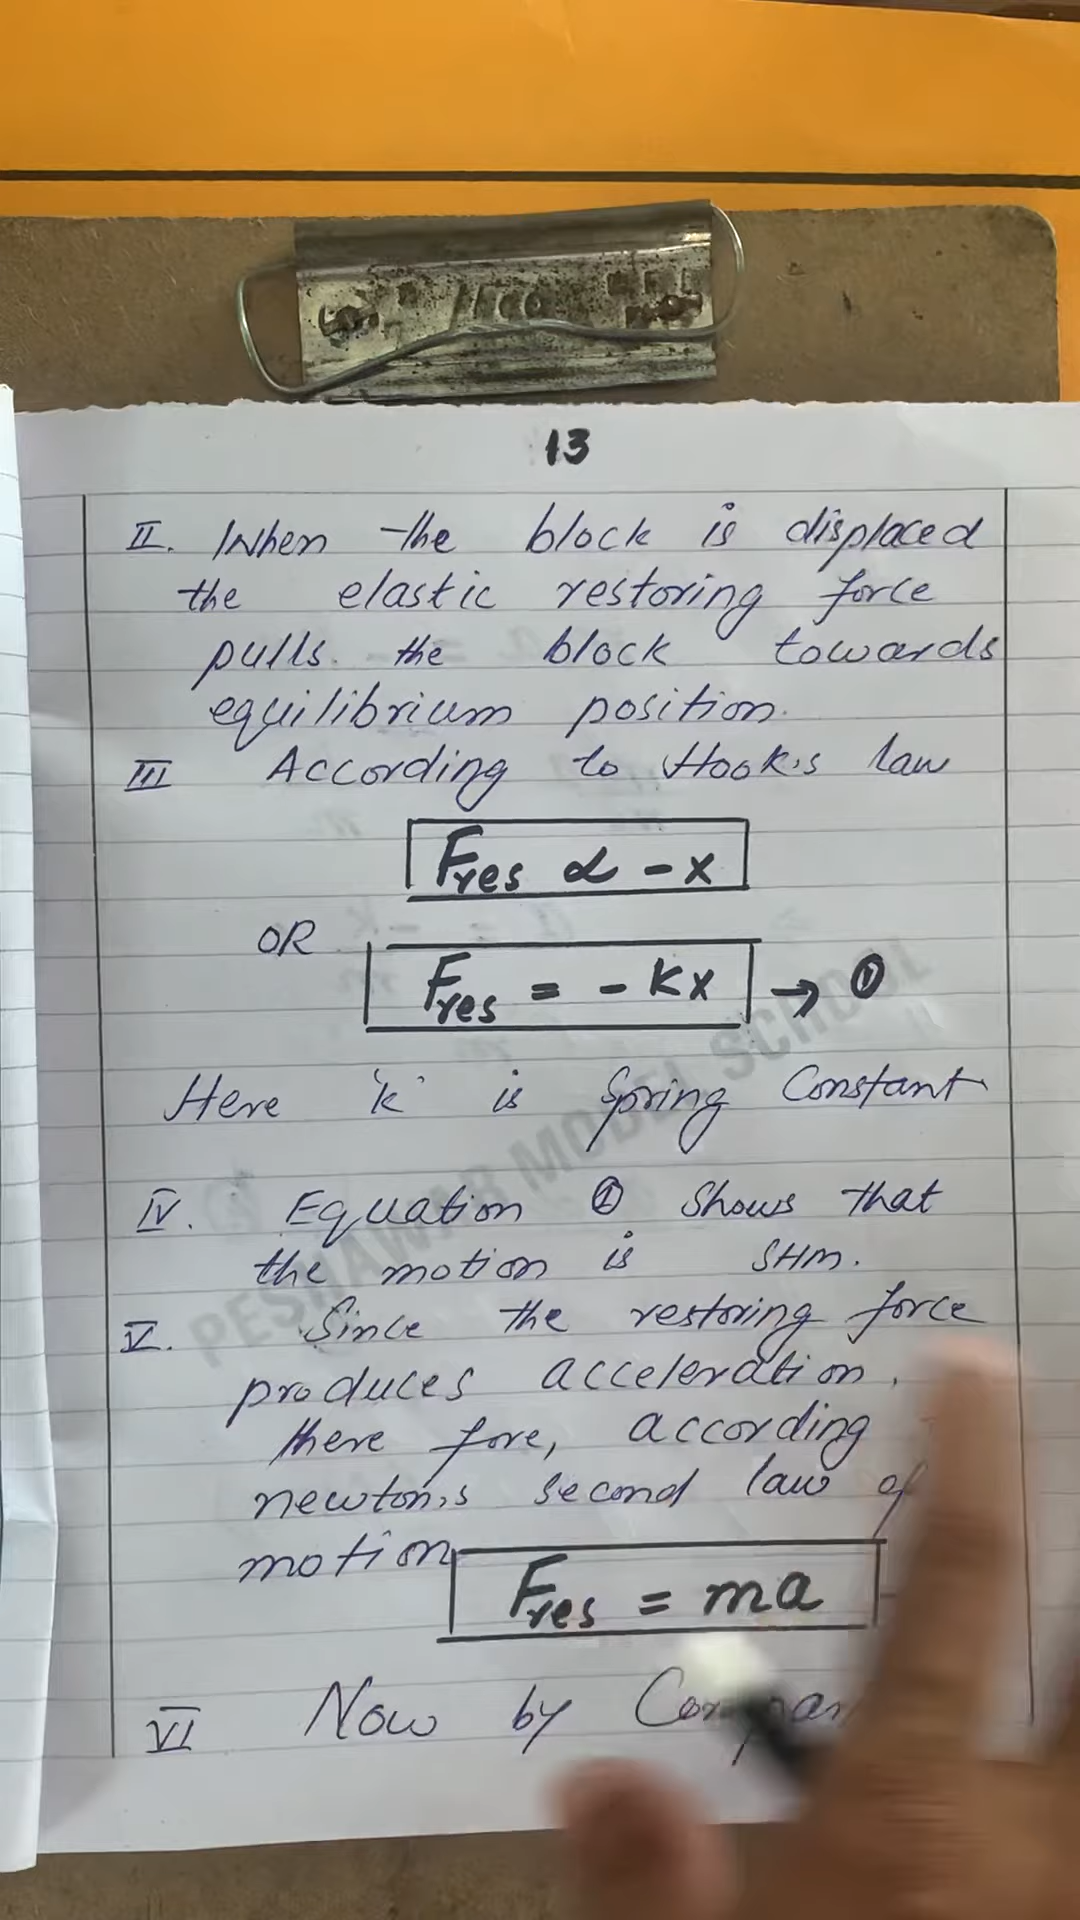 13
II. When the block is displaced
the elastic restoring force
pulls. the block towards
equilibrium position.
III According to Hook's law
Fres α - x
OR
Fres = - kx → ①
Here 'k' is Spring Constant
IV. Equation ① shows that
the motion is SHM.
V. Since the restoring force
produces acceleration.
there fore, according
newton's second law of
motion
Fres = ma
VI Now by
PESHAWAR MODEL SCHOOL